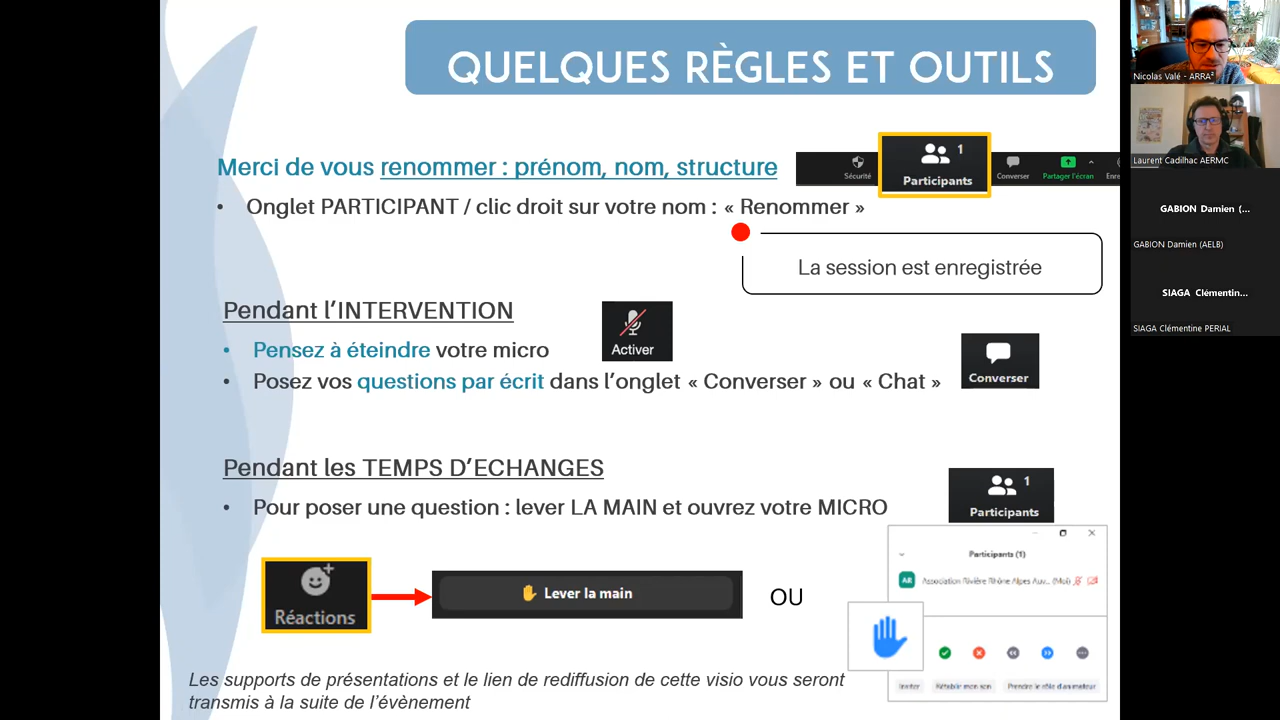 QUELQUES RÈGLES ET OUTILS
Merci de vous renommer : prénom, nom, structure
Sécurité
1
Participants
Converser
Partager l'écran
• Onglet PARTICIPANT / clic droit sur votre nom : « Renommer »
La session est enregistrée
Pendant l'INTERVENTION
• Pensez à éteindre votre micro
Activer
• Posez vos questions par écrit dans l'onglet « Converser » ou « Chat »
Converser
Pendant les TEMPS D'ECHANGES
• Pour poser une question : lever LA MAIN et ouvrez votre MICRO
1
Participants
Réactions
Lever la main
OU
Participants (1)
AR
Association Rivière Rhône Alpes Auv... (Moi)
Inviter
Rétablir mon son
Prendre le rôle d'animateur
Les supports de présentations et le lien de rediffusion de cette visio vous seront
transmis à la suite de l'évènement
Nicolas Valé - ARRA²
Laurent Cadilhac AERMC
GABION Damien (...
GABION Damien (AELB)
SIAGA Clémentin...
SIAGA Clémentine PERIAL